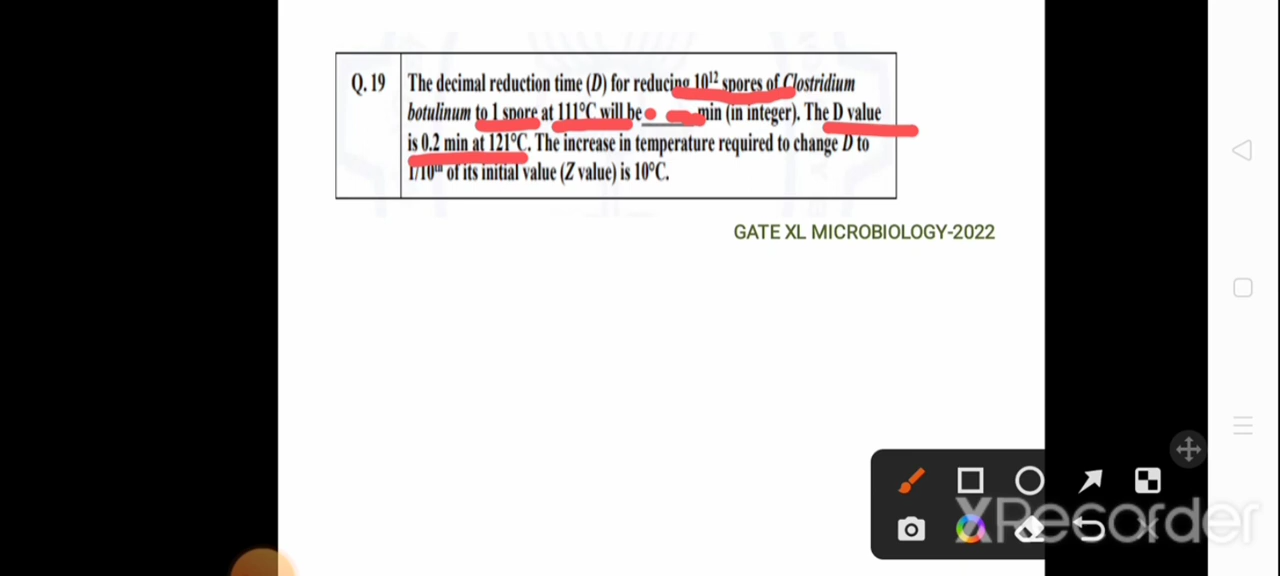 Q. 19 The decimal reduction time (D) for reducing 10¹² spores of Clostridium
botulinum to 1 spore at 111°C will be min (in integer). The D value
is 0.2 min at 121°C. The increase in temperature required to change D to
1/10ᵗʰ of its initial value (Z value) is 10°C.
GATE XL MICROBIOLOGY-2022
XRecorder